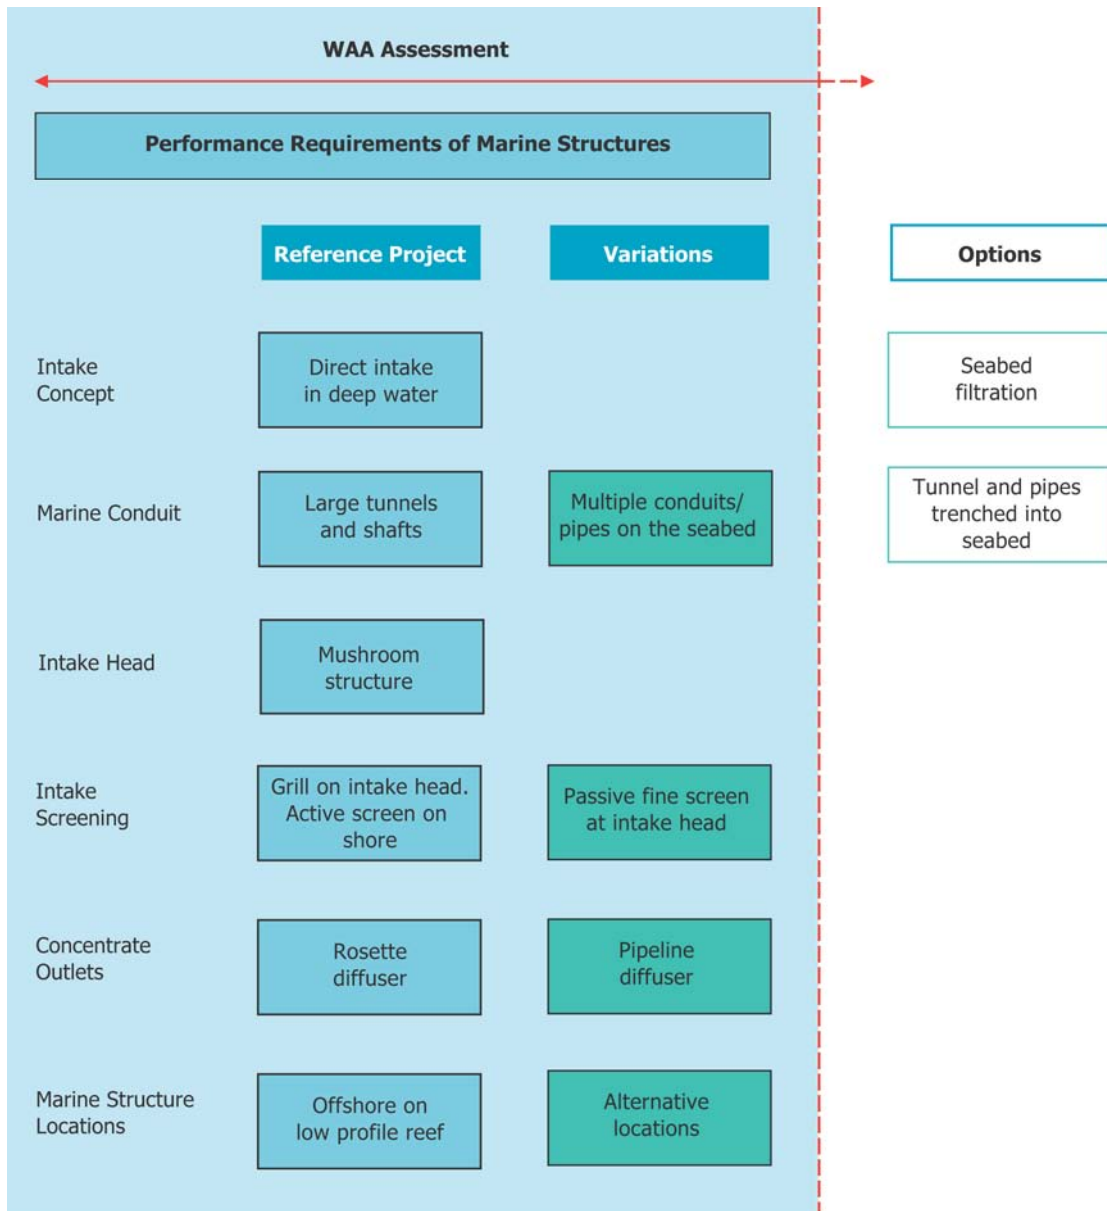 WAA Assessment
Performance Requirements of Marine Structures
Reference Project
Variations
Options
Intake
Concept
Direct intake
in deep water
Seabed
filtration
Marine Conduit
Large tunnels
and shafts
Multiple conduits/
pipes on the seabed
Tunnel and pipes
trenched into
seabed
Intake Head
Mushroom
structure
Intake
Screening
Grill on intake head.
Active screen on
shore
Passive fine screen
at intake head
Concentrate
Outlets
Rosette
diffuser
Pipeline
diffuser
Marine Structure
Locations
Offshore on
low profile reef
Alternative
locations